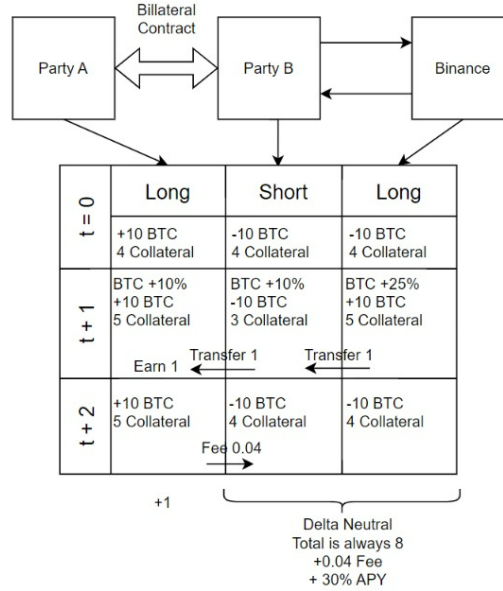 Billateral
Contract
Party A
Party B
Binance
Long
Short
Long
t = 0
+10 BTC
4 Collateral
-10 BTC
4 Collateral
-10 BTC
4 Collateral
t + 1
BTC +10%
+10 BTC
5 Collateral
BTC +10%
-10 BTC
3 Collateral
BTC +25%
+10 BTC
5 Collateral
Earn 1
Transfer 1
Transfer 1
t + 2
+10 BTC
5 Collateral
-10 BTC
4 Collateral
-10 BTC
4 Collateral
Fee 0.04
+1
Delta Neutral
Total is always 8
+0.04 Fee
+ 30% APY